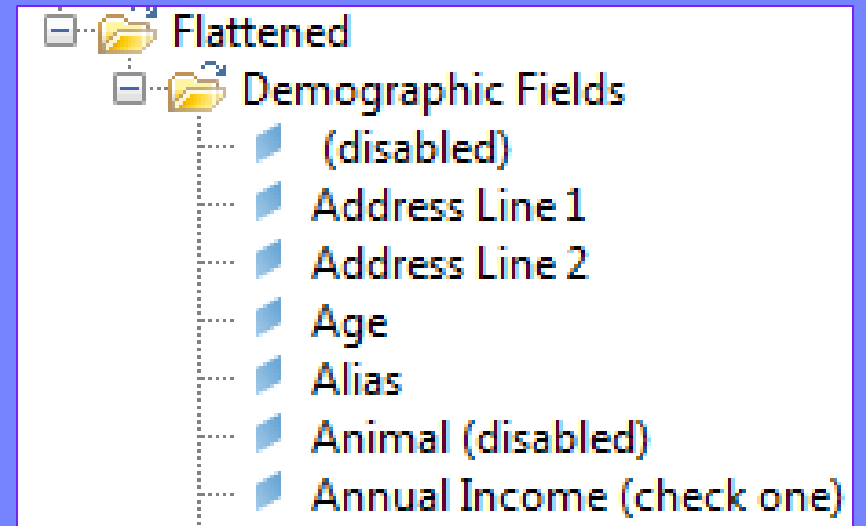 Flattened
Demographic Fields
(disabled)
Address Line 1
Address Line 2
Age
Alias
Animal (disabled)
Annual Income (check one)